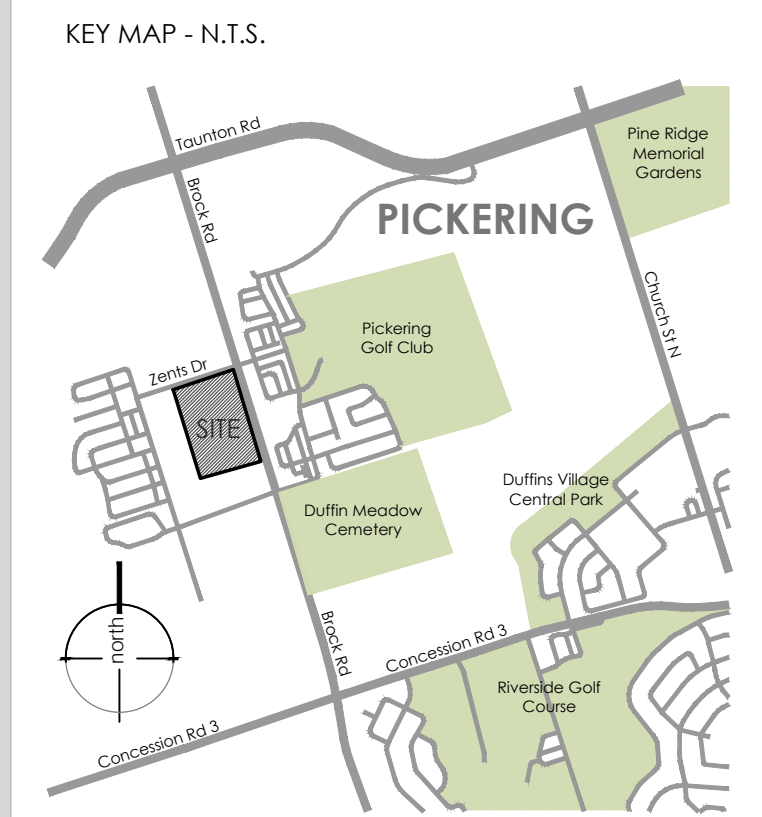 KEY MAP - N.T.S.
Taunton Rd
Pine Ridge
Memorial
Gardens
Brock Rd
PICKERING
Church St N
Pickering
Golf Club
Zents Dr
SITE
Duffins Village
Central Park
Duffin Meadow
Cemetery
north
Brock Rd
Concession Rd 3
Riverside Golf
Course
Concession Rd 3